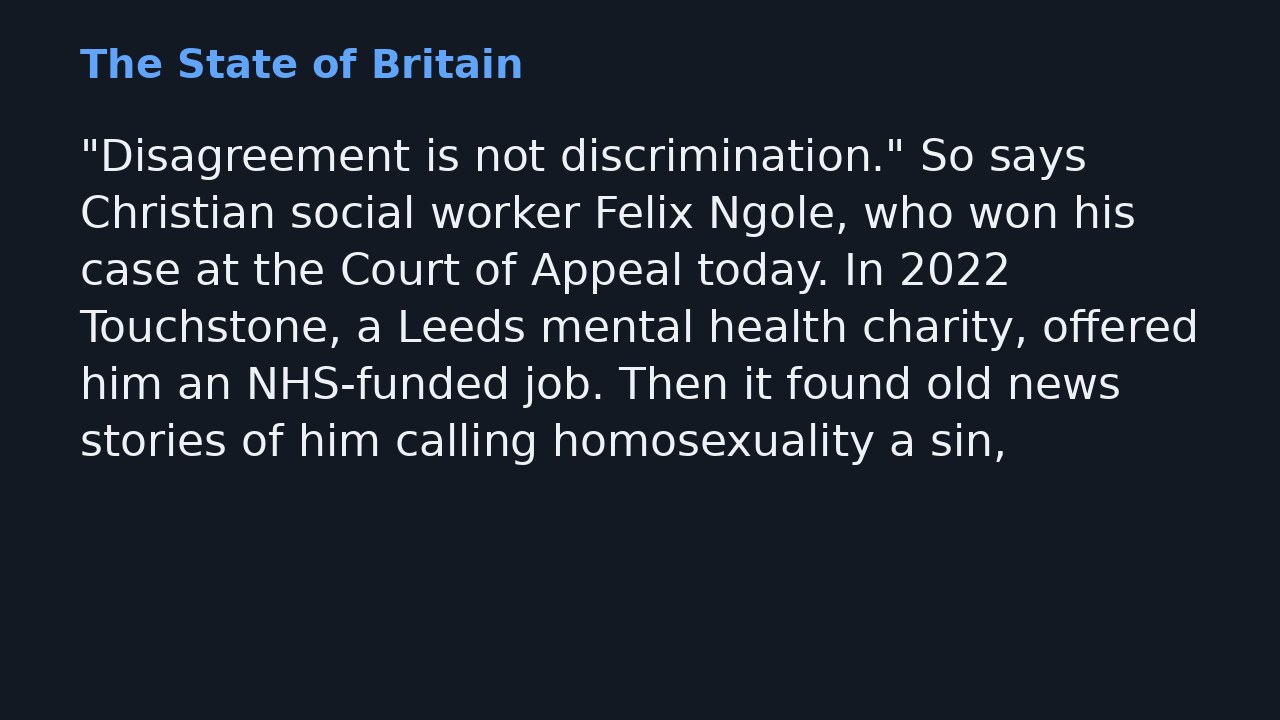 The State of Britain
"Disagreement is not discrimination." So says
Christian social worker Felix Ngole, who won his
case at the Court of Appeal today. In 2022
Touchstone, a Leeds mental health charity, offered
him an NHS-funded job. Then it found old news
stories of him calling homosexuality a sin,